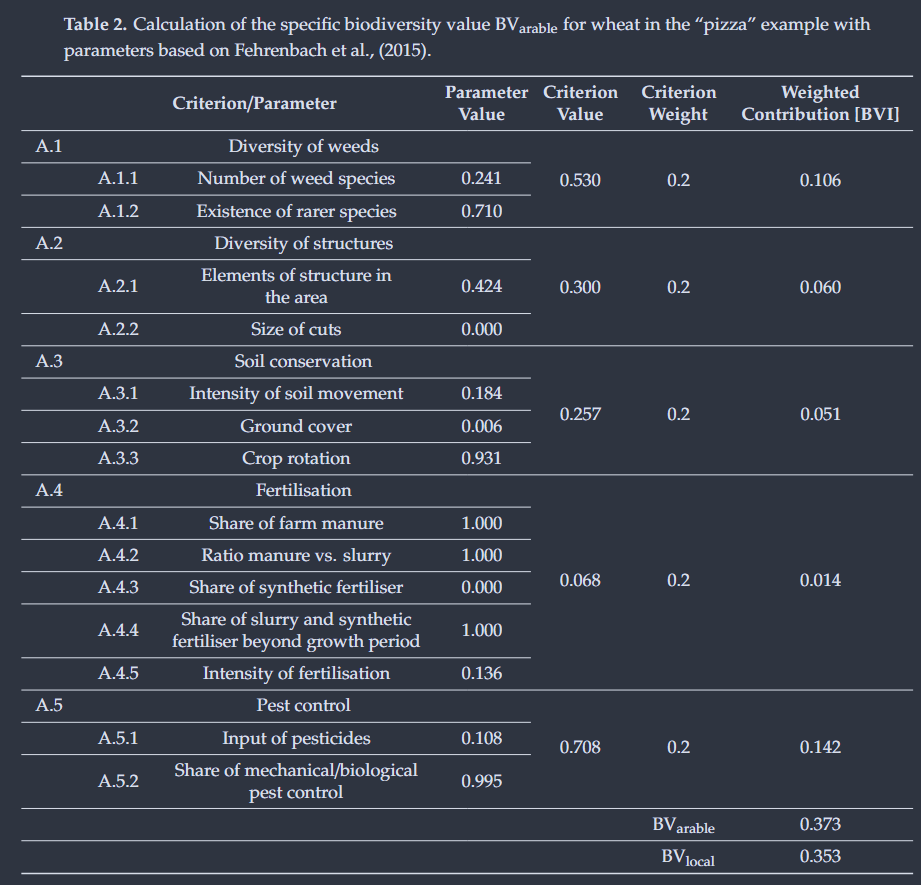 Table 2. Calculation of the specific biodiversity value BVarable for wheat in the “pizza” example with
parameters based on Fehrenbach et al., (2015).
Criterion/Parameter Parameter Value Criterion Value Criterion Weight Weighted Contribution [BVI]
A.1 Diversity of weeds
A.1.1 Number of weed species 0.241 0.530 0.2 0.106
A.1.2 Existence of rarer species 0.710
A.2 Diversity of structures
A.2.1 Elements of structure in the area 0.424 0.300 0.2 0.060
A.2.2 Size of cuts 0.000
A.3 Soil conservation
A.3.1 Intensity of soil movement 0.184
A.3.2 Ground cover 0.006 0.257 0.2 0.051
A.3.3 Crop rotation 0.931
A.4 Fertilisation
A.4.1 Share of farm manure 1.000
A.4.2 Ratio manure vs. slurry 1.000
A.4.3 Share of synthetic fertiliser 0.000 0.068 0.2 0.014
A.4.4 Share of slurry and synthetic fertiliser beyond growth period 1.000
A.4.5 Intensity of fertilisation 0.136
A.5 Pest control
A.5.1 Input of pesticides 0.108 0.708 0.2 0.142
A.5.2 Share of mechanical/biological pest control 0.995
BVarable 0.373
BVlocal 0.353